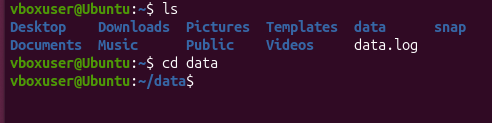 vboxuser@Ubuntu:~$ ls
Desktop    Downloads  Pictures  Templates  data      snap
Documents  Music      Public    Videos     data.log
vboxuser@Ubuntu:~$ cd data
vboxuser@Ubuntu:~/data$